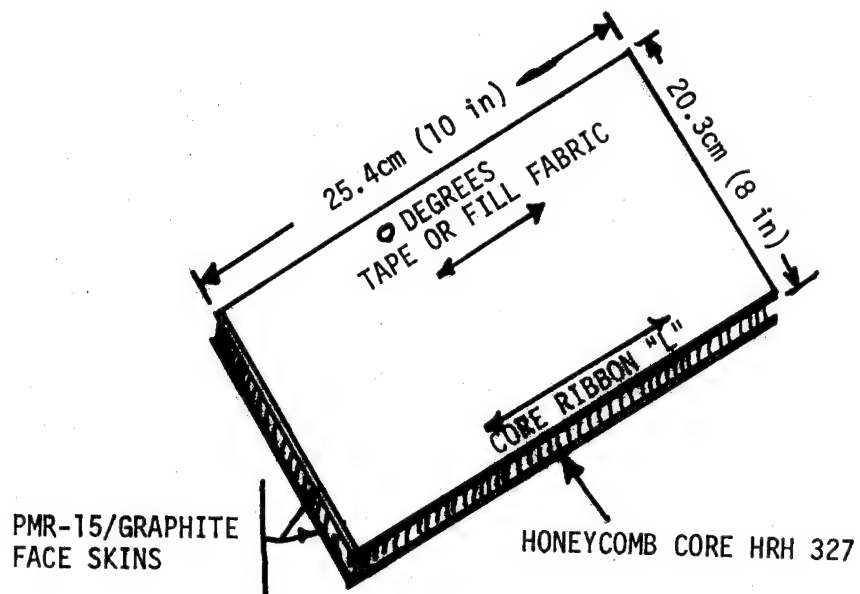 25.4cm (10 in)
20.3cm (8 in)
0 DEGREES
TAPE OR FILL FABRIC
CORE RIBBON "L"
PMR-15/GRAPHITE
FACE SKINS
HONEYCOMB CORE HRH 327